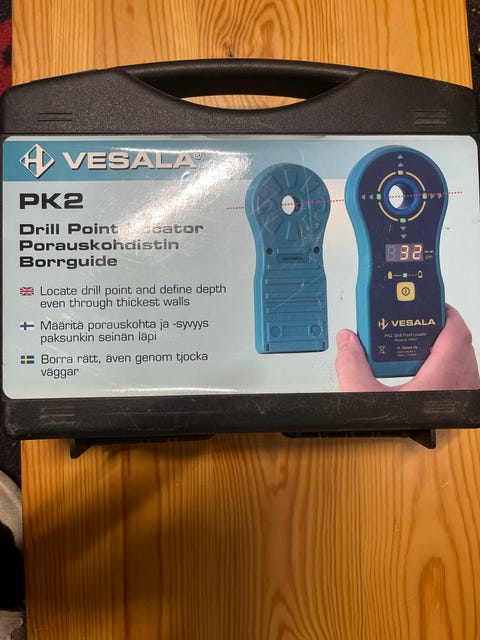 VESALA®
PK2
Drill Point Locator
Porauskohdistin
Borrguide
Locate drill point and define depth
even through thickest walls
Määritä porauskohta ja -syvyys
paksunkin seinän läpi
Borra rätt, även genom tjocka
väggar
32
cm
VESALA
PK2 Drill Point Locator